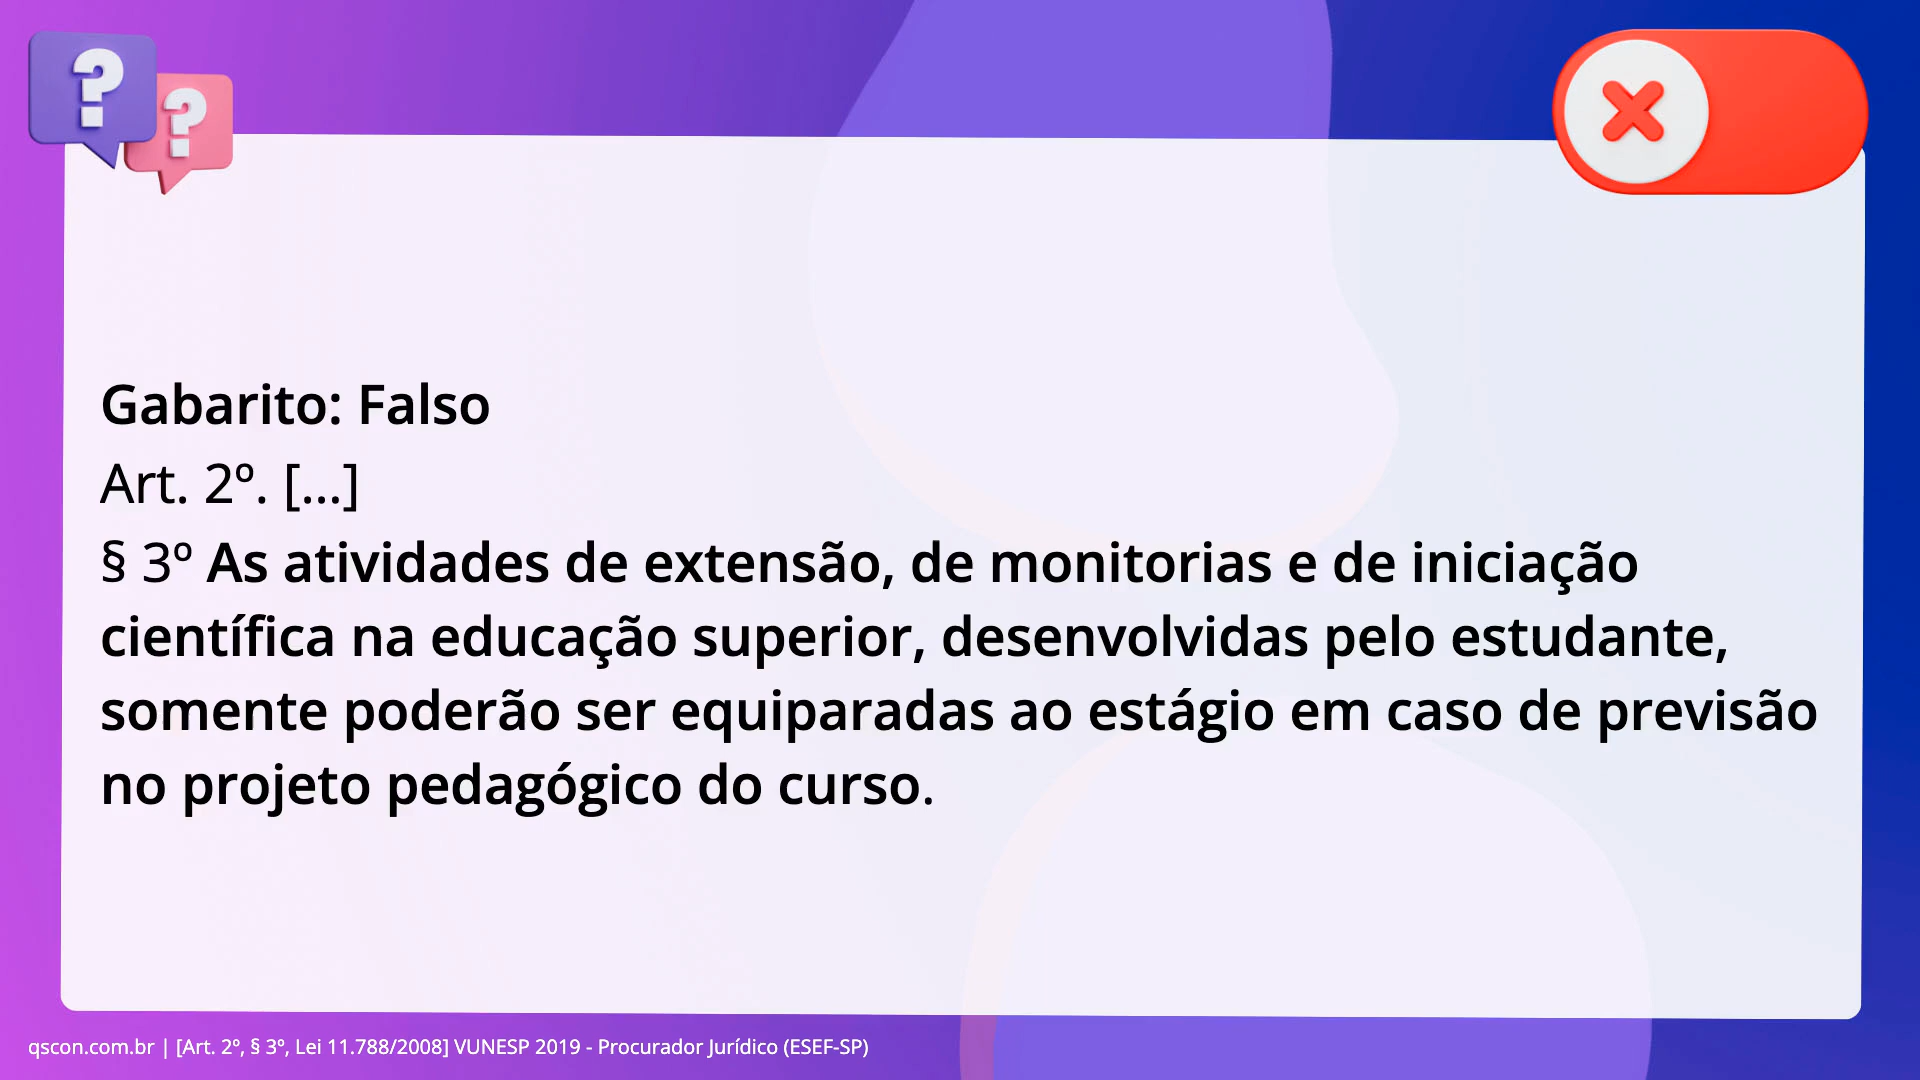 Gabarito: Falso
Art. 2º. [...]
§ 3º As atividades de extensão, de monitorias e de iniciação
científica na educação superior, desenvolvidas pelo estudante,
somente poderão ser equiparadas ao estágio em caso de previsão
no projeto pedagógico do curso.
qscon.com.br | [Art. 2º, § 3º, Lei 11.788/2008] VUNESP 2019 - Procurador Jurídico (ESEF-SP)